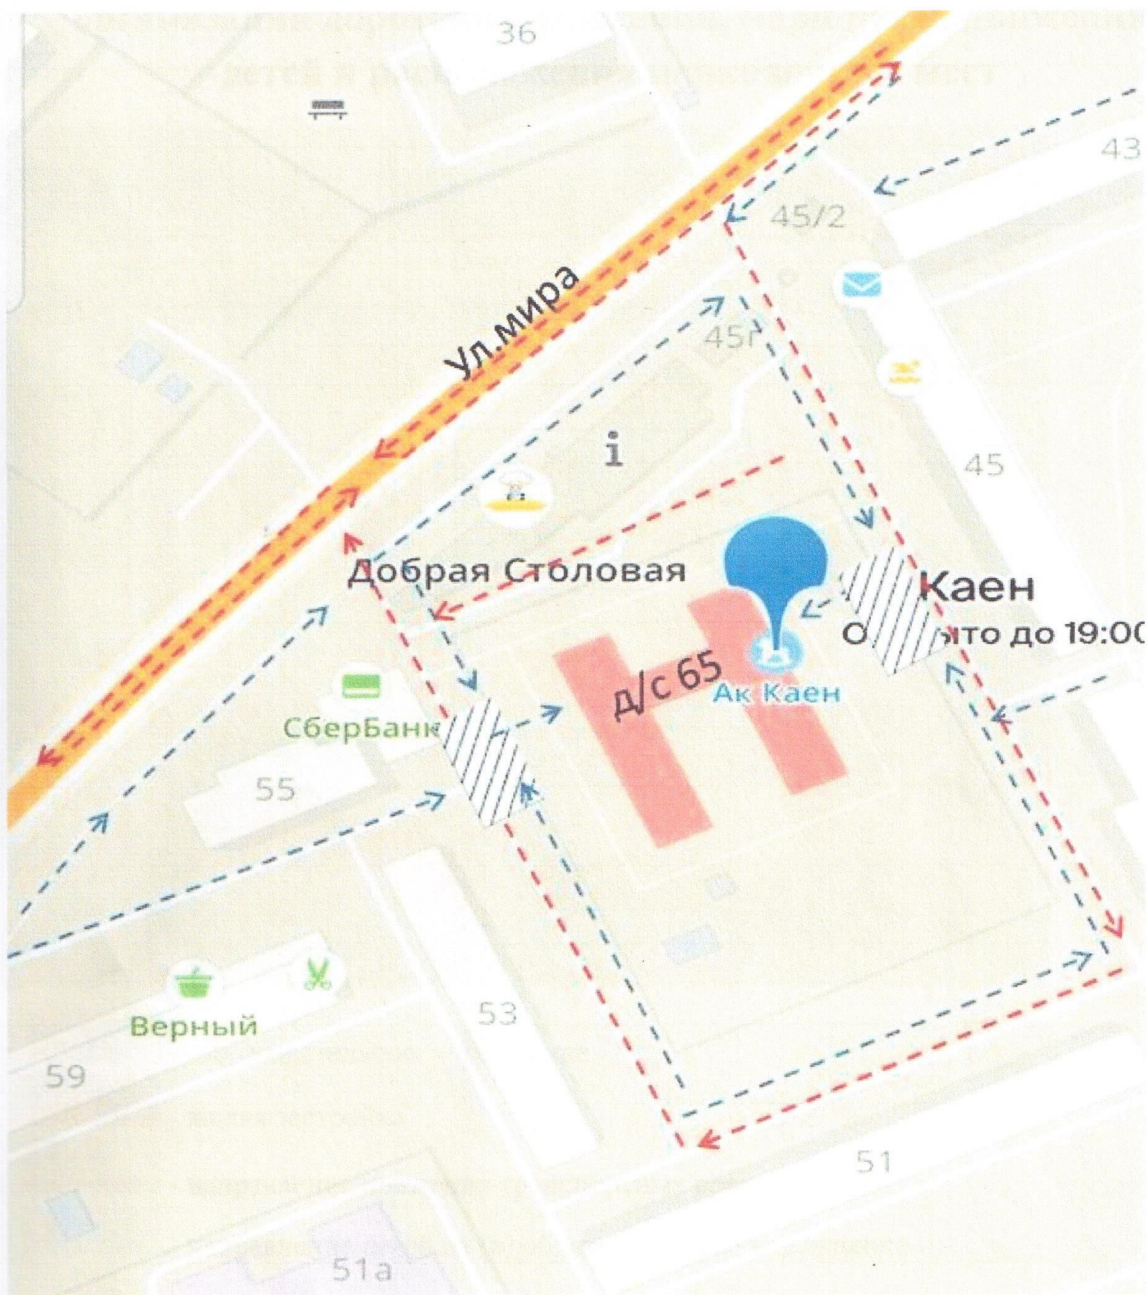 36
43
45/2
Ул.мира
45г
45
i
Добрая Столовая
Каен
то до 19:00
д/с 65
Ак Каен
СберБанк
55
Верный
53
59
51
51а